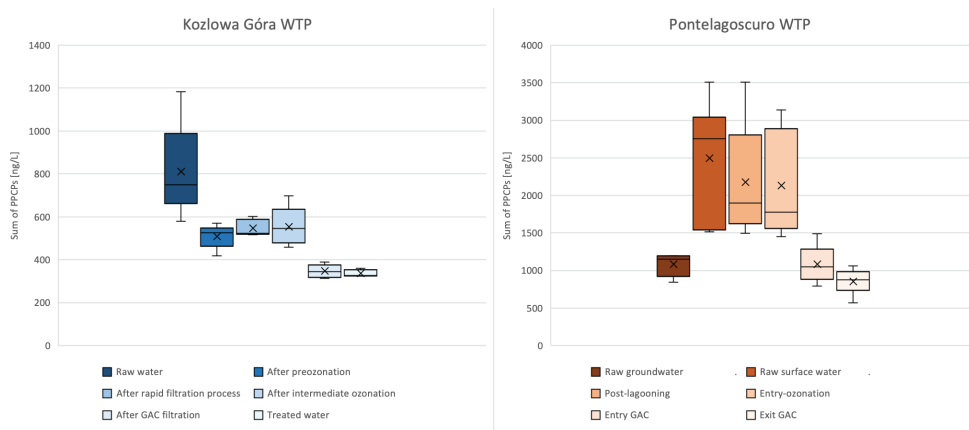 Kozłowa Góra WTP
1400
1200
1000
800
600
400
200
0
Sum of PPCPs [ng/L]
Raw water
After preozonation
After rapid filtration process
After intermediate ozonation
After GAC filtration
Treated water
Pontelagoscuro WTP
4000
3500
3000
2500
2000
1500
1000
500
0
Sum of PPCPs [ng/L]
Raw groundwater
Raw surface water
Post-lagooning
Entry-ozonation
Entry GAC
Exit GAC